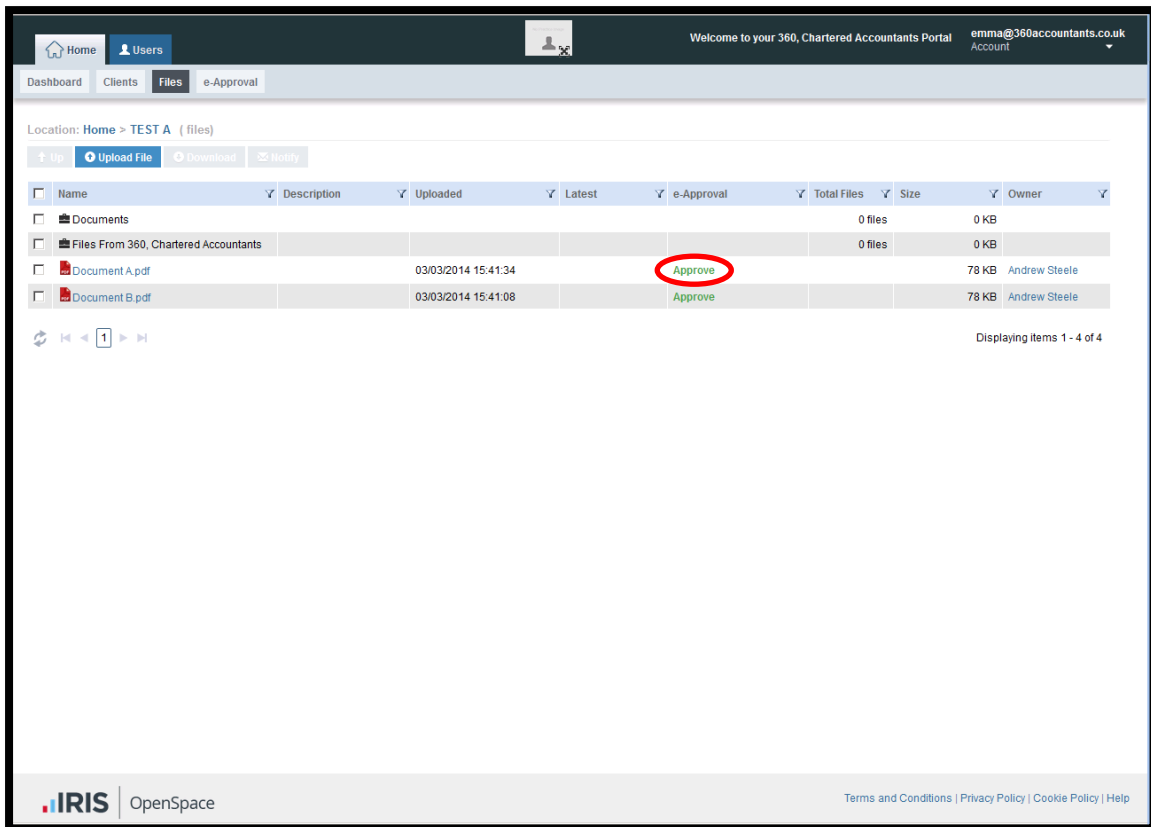 Home Users Welcome to your 360, Chartered Accountants Portal emma@360accountants.co.uk
Account
Dashboard Clients Files e-Approval
Location: Home > TEST A ( files)
Up Upload File Download Notify
Name Description Uploaded Latest e-Approval Total Files Size Owner
Documents 0 files 0 KB
Files From 360, Chartered Accountants 0 files 0 KB
Document A.pdf 03/03/2014 15:41:34 Approve 78 KB Andrew Steele
Document B.pdf 03/03/2014 15:41:08 Approve 78 KB Andrew Steele
1 Displaying items 1 - 4 of 4
IRIS OpenSpace Terms and Conditions | Privacy Policy | Cookie Policy | Help